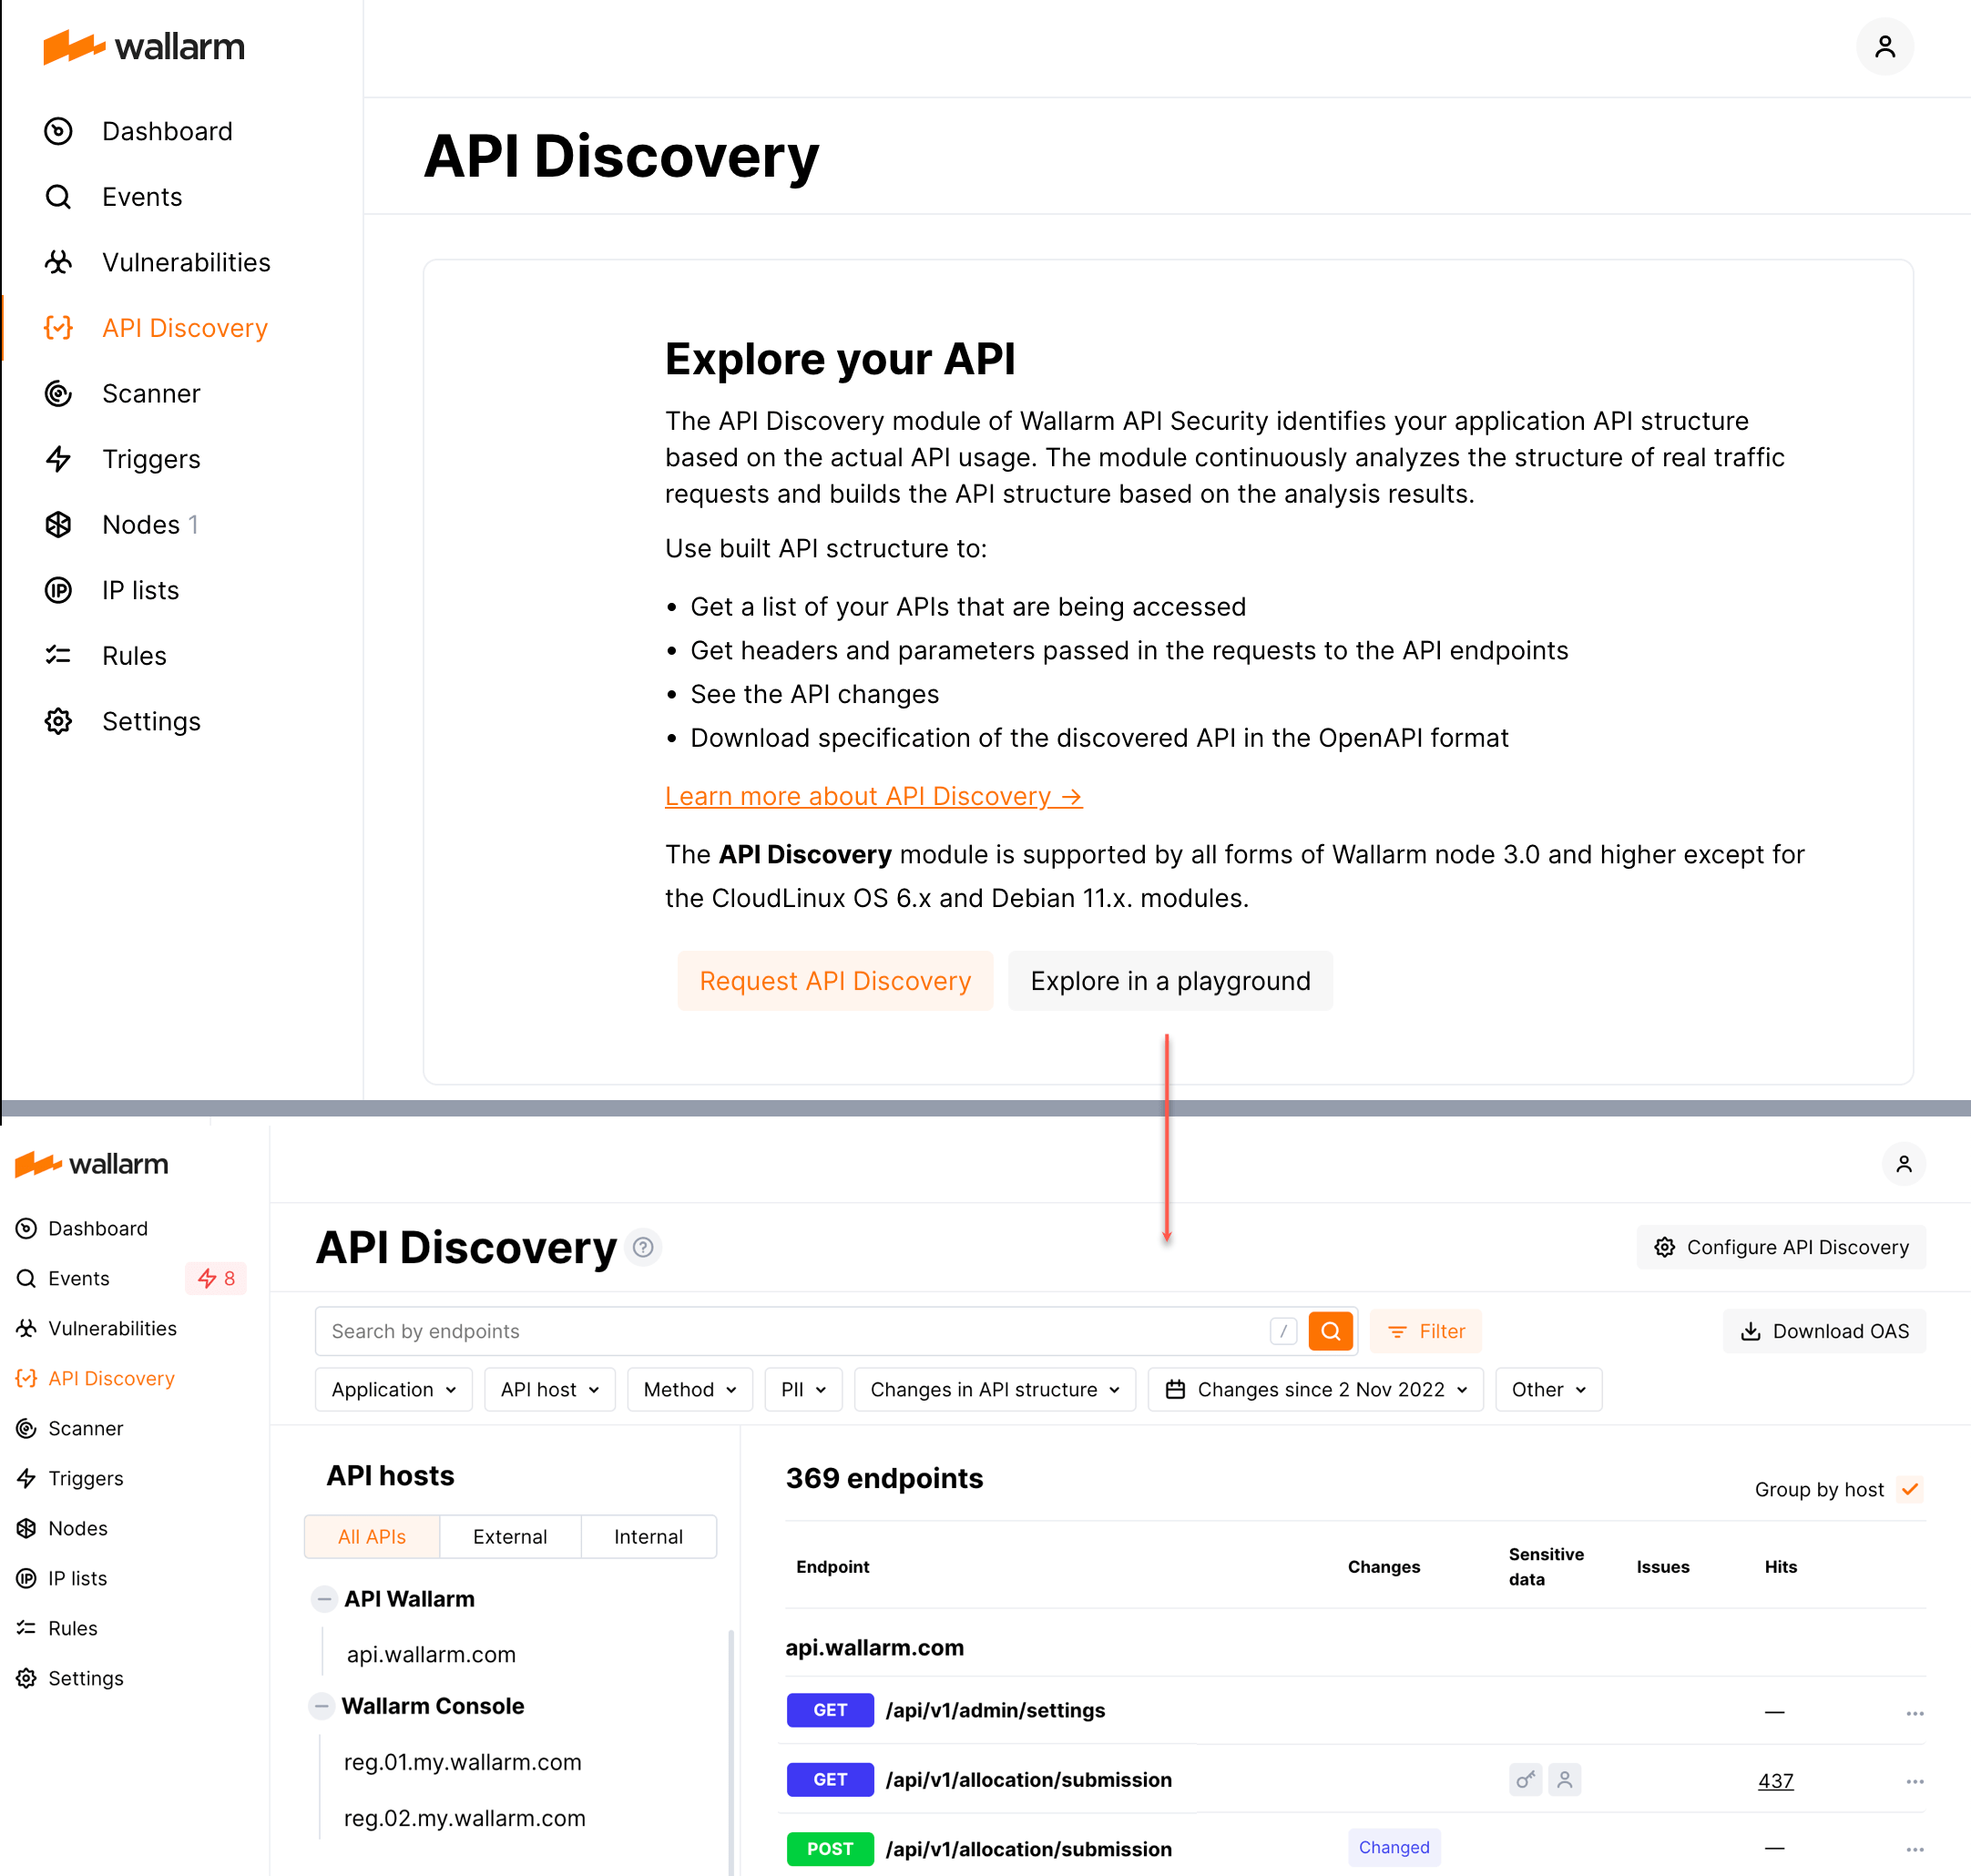 wallarm
Dashboard
Events
Vulnerabilities
API Discovery
Scanner
Triggers
Nodes 1
IP lists
Rules
Settings
API Discovery
Explore your API
The API Discovery module of Wallarm API Security identifies your application API structure
based on the actual API usage. The module continuously analyzes the structure of real traffic
requests and builds the API structure based on the analysis results.
Use built API sctructure to:
• Get a list of your APIs that are being accessed
• Get headers and parameters passed in the requests to the API endpoints
• See the API changes
• Download specification of the discovered API in the OpenAPI format
Learn more about API Discovery →
The API Discovery module is supported by all forms of Wallarm node 3.0 and higher except for
the CloudLinux OS 6.x and Debian 11.x. modules.
Request API Discovery
Explore in a playground
wallarm
Dashboard
Events 8
Vulnerabilities
API Discovery
Scanner
Triggers
Nodes
IP lists
Rules
Settings
API Discovery ?
Configure API Discovery
Search by endpoints /
Filter
Download OAS
Application
API host
Method
PII
Changes in API structure
Changes since 2 Nov 2022
Other
API hosts
All APIs External Internal
API Wallarm
api.wallarm.com
Wallarm Console
reg.01.my.wallarm.com
reg.02.my.wallarm.com
369 endpoints
Group by host
Endpoint Changes Sensitive data Issues Hits
api.wallarm.com
GET /api/v1/admin/settings — ...
GET /api/v1/allocation/submission 437 ...
POST /api/v1/allocation/submission Changed — ...